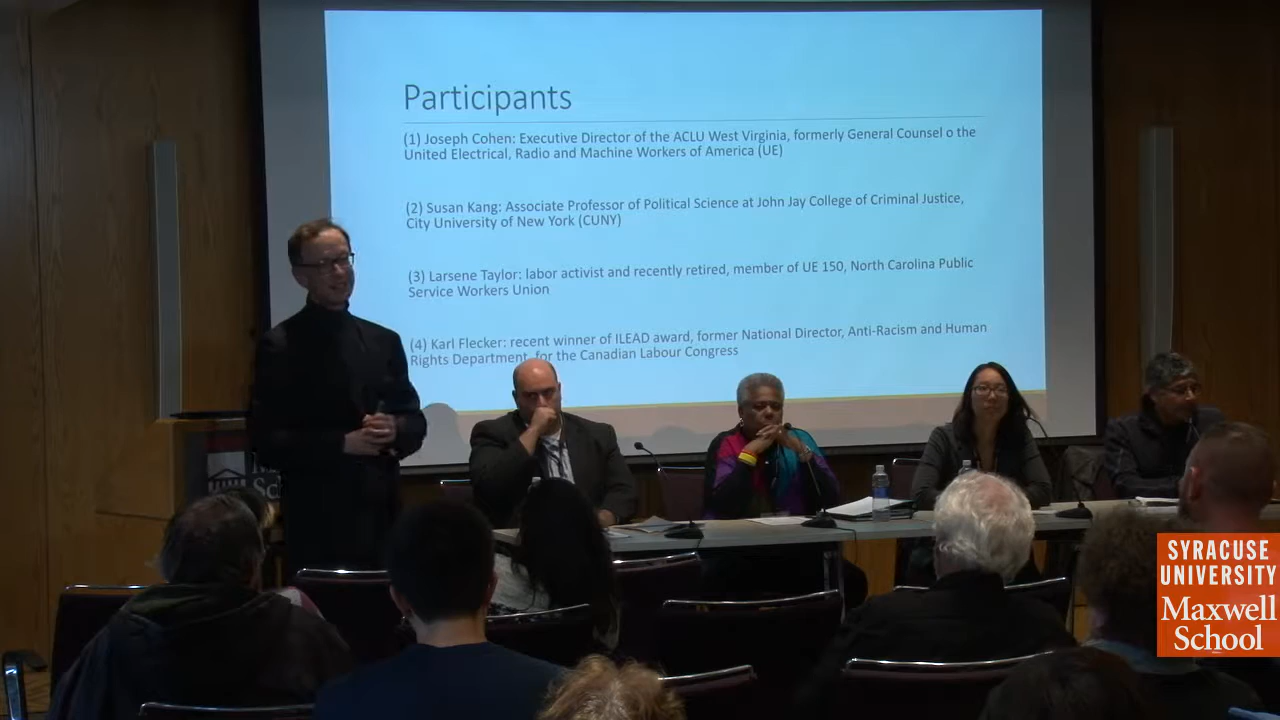 Participants
(1) Joseph Cohen: Executive Director of the ACLU West Virginia, formerly General Counsel o the
United Electrical, Radio and Machine Workers of America (UE)
(2) Susan Kang: Associate Professor of Political Science at John Jay College of Criminal Justice,
City University of New York (CUNY)
(3) Larsene Taylor: labor activist and recently retired, member of UE 150, North Carolina Public
Service Workers Union
(4) Karl Flecker: recent winner of ILEAD award, former National Director, Anti-Racism and Human
Rights Department, for the Canadian Labour Congress
SYRACUSE
UNIVERSITY
Maxwell
School